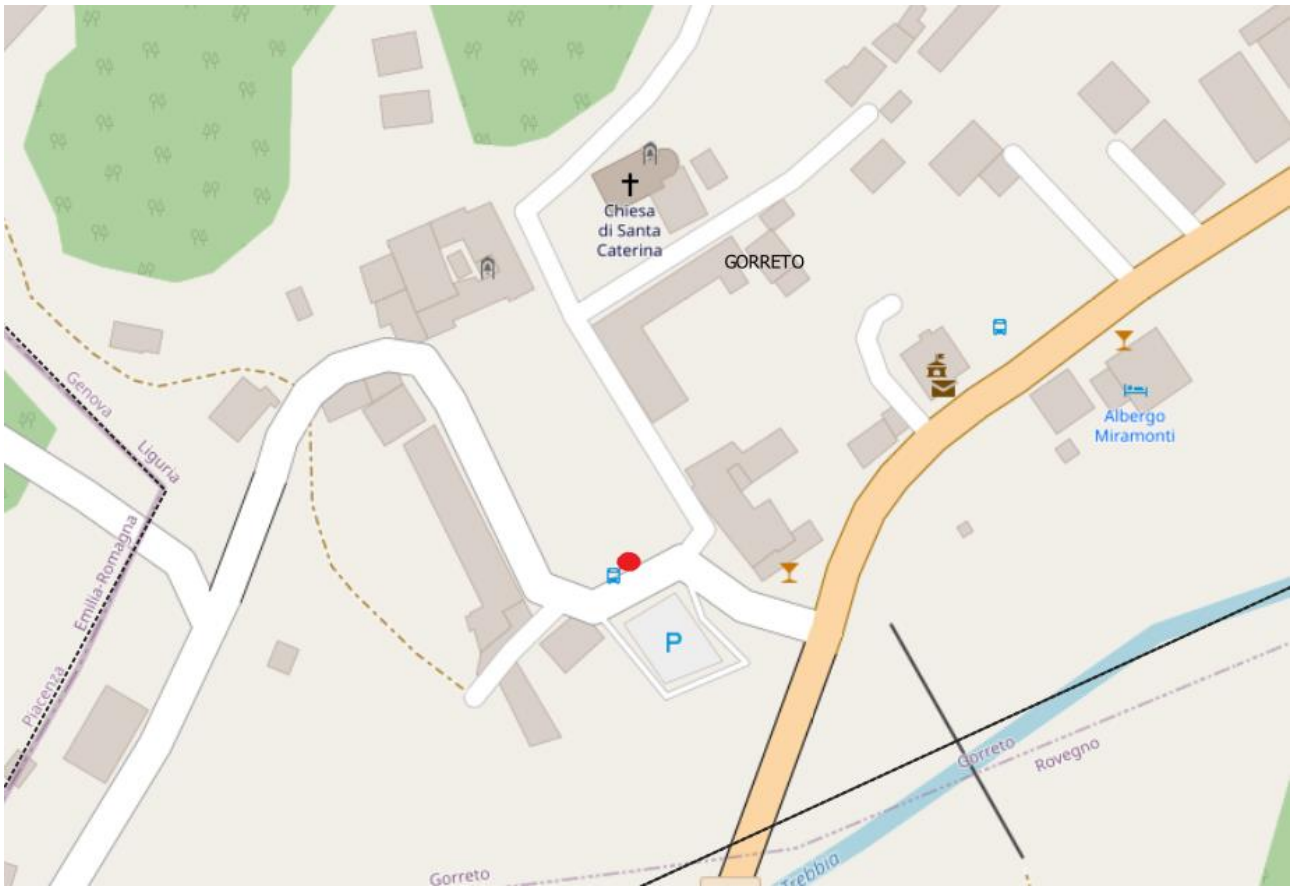 Chiesa
di Santa
Caterina
GORRETO
Genova
Liguria
Albergo
Miramonti
Emilia-Romagna
Piacenza
P
Gorreto
Rovegno
Trebbia
Gorreto